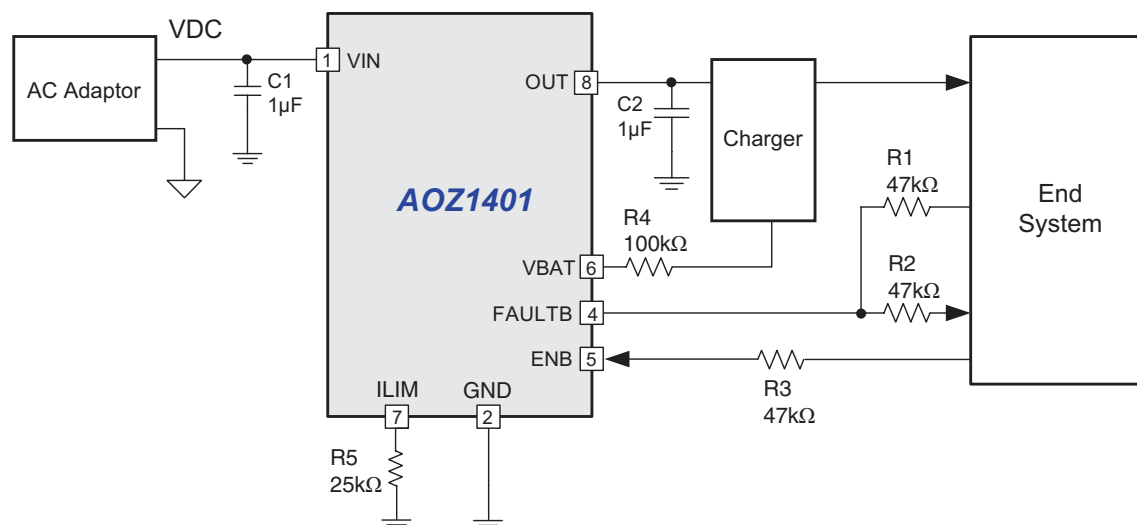 VDC
AC Adaptor
C1
1µF
1
VIN
OUT
8
C2
1µF
Charger
R1
47kΩ
AOZ1401
End
System
R4
100kΩ
VBAT
6
R2
47kΩ
FAULTB
4
ENB
5
R3
47kΩ
ILIM
GND
7
2
R5
25kΩ